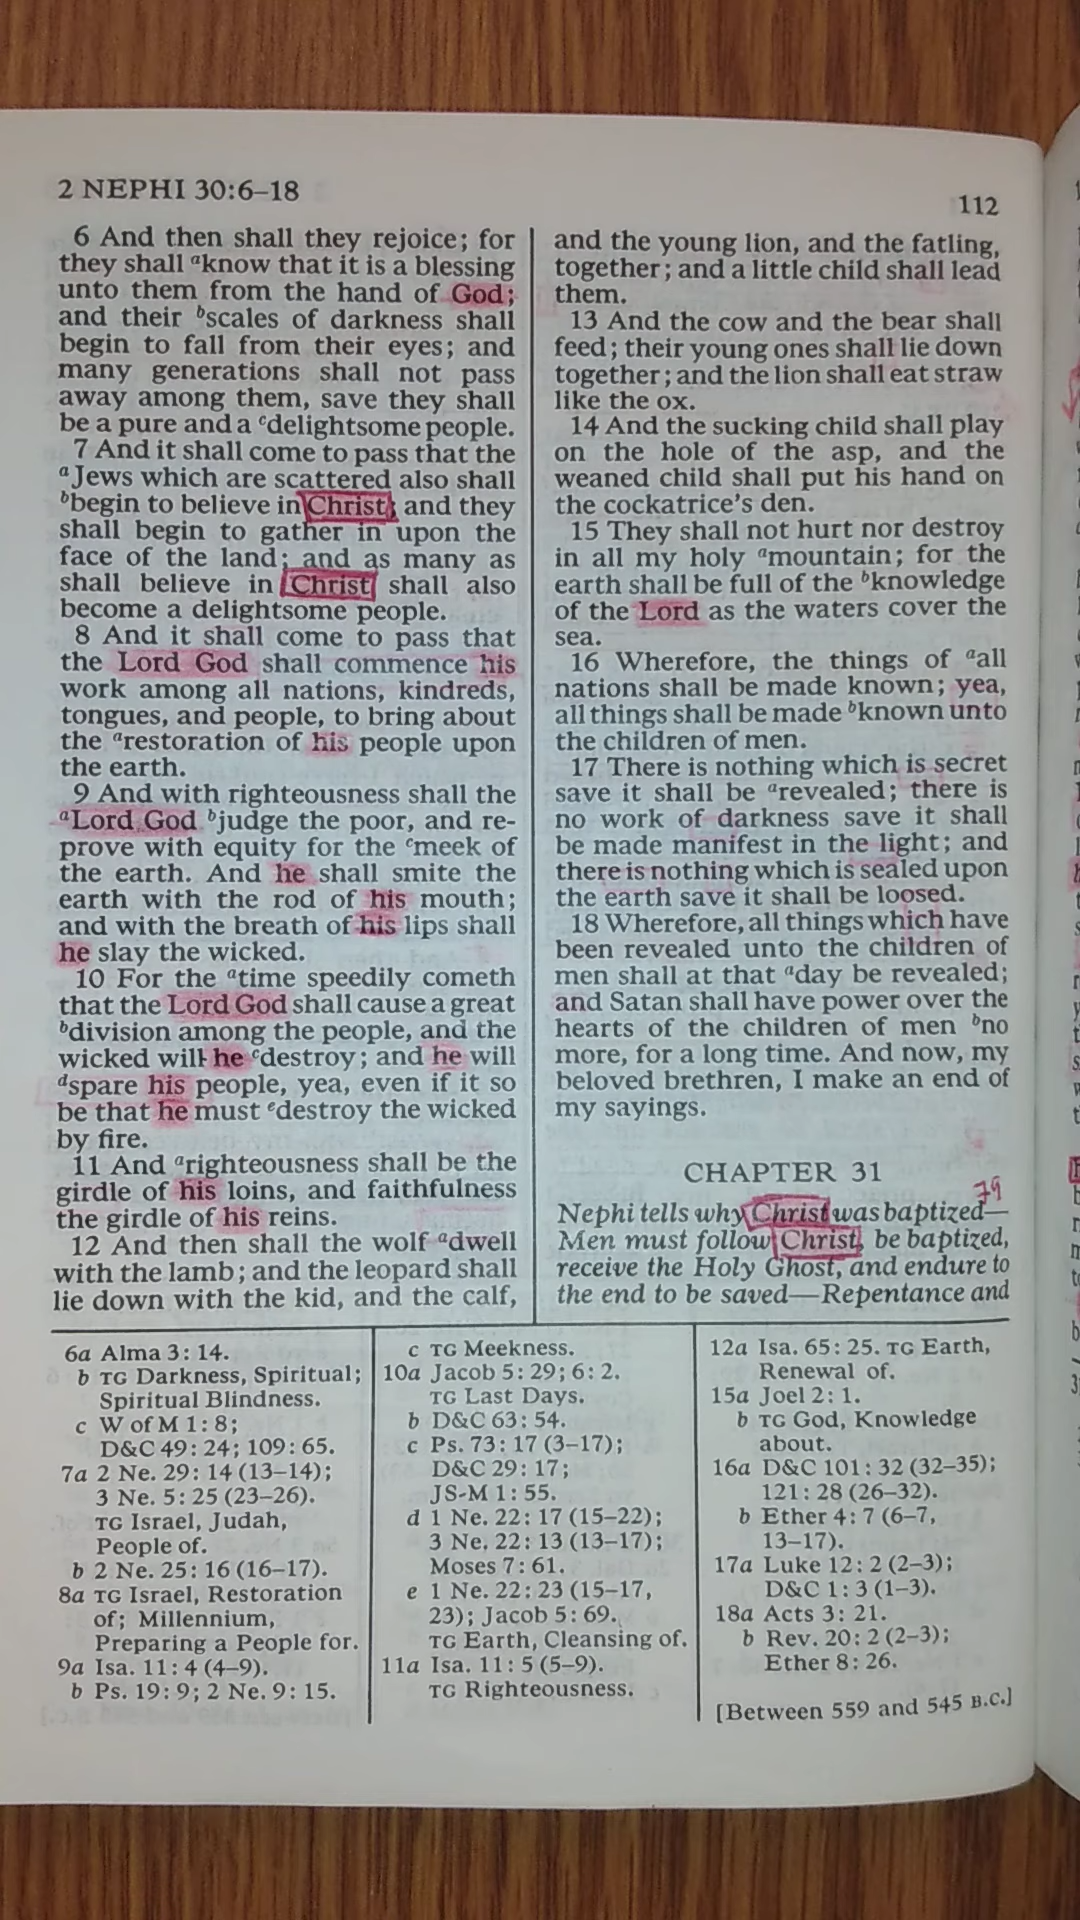 2 NEPHI 30:6–18
112
6 And then shall they rejoice; for
they shall ᵃknow that it is a blessing
unto them from the hand of God;
and their ᵇscales of darkness shall
begin to fall from their eyes; and
many generations shall not pass
away among them, save they shall
be a pure and a ᶜdelightsome people.
7 And it shall come to pass that the
ᵃJews which are scattered also shall
ᵇbegin to believe in Christ; and they
shall begin to gather in upon the
face of the land; and as many as
shall believe in Christ shall also
become a delightsome people.
8 And it shall come to pass that
the Lord God shall commence his
work among all nations, kindreds,
tongues, and people, to bring about
the ᵃrestoration of his people upon
the earth.
9 And with righteousness shall the
ᵃLord God ᵇjudge the poor, and re-
prove with equity for the ᶜmeek of
the earth. And he shall smite the
earth with the rod of his mouth;
and with the breath of his lips shall
he slay the wicked.
10 For the ᵃtime speedily cometh
that the Lord God shall cause a great
ᵇdivision among the people, and the
wicked will he ᶜdestroy; and he will
ᵈspare his people, yea, even if it so
be that he must ᵉdestroy the wicked
by fire.
11 And ᵃrighteousness shall be the
girdle of his loins, and faithfulness
the girdle of his reins.
12 And then shall the wolf ᵃdwell
with the lamb; and the leopard shall
lie down with the kid, and the calf,
and the young lion, and the fatling,
together; and a little child shall lead
them.
13 And the cow and the bear shall
feed; their young ones shall lie down
together; and the lion shall eat straw
like the ox.
14 And the sucking child shall play
on the hole of the asp, and the
weaned child shall put his hand on
the cockatrice's den.
15 They shall not hurt nor destroy
in all my holy ᵃmountain; for the
earth shall be full of the ᵇknowledge
of the Lord as the waters cover the
sea.
16 Wherefore, the things of ᵃall
nations shall be made known; yea,
all things shall be made ᵇknown unto
the children of men.
17 There is nothing which is secret
save it shall be ᵃrevealed; there is
no work of darkness save it shall
be made manifest in the light; and
there is nothing which is sealed upon
the earth save it shall be loosed.
18 Wherefore, all things which have
been revealed unto the children of
men shall at that ᵃday be revealed;
and Satan shall have power over the
hearts of the children of men ᵇno
more, for a long time. And now, my
beloved brethren, I make an end of
my sayings.
CHAPTER 31
79
Nephi tells why Christ was baptized—
Men must follow Christ, be baptized,
receive the Holy Ghost, and endure to
the end to be saved—Repentance and
6a Alma 3: 14.
b TG Darkness, Spiritual;
Spiritual Blindness.
c W of M 1: 8;
D&C 49: 24; 109: 65.
7a 2 Ne. 29: 14 (13–14);
3 Ne. 5: 25 (23–26).
TG Israel, Judah,
People of.
b 2 Ne. 25: 16 (16–17).
8a TG Israel, Restoration
of; Millennium,
Preparing a People for.
9a Isa. 11: 4 (4–9).
b Ps. 19: 9; 2 Ne. 9: 15.
c TG Meekness.
10a Jacob 5: 29; 6: 2.
TG Last Days.
b D&C 63: 54.
c Ps. 73: 17 (3–17);
D&C 29: 17;
JS-M 1: 55.
d 1 Ne. 22: 17 (15–22);
3 Ne. 22: 13 (13–17);
Moses 7: 61.
e 1 Ne. 22: 23 (15–17,
23); Jacob 5: 69.
TG Earth, Cleansing of.
11a Isa. 11: 5 (5–9).
TG Righteousness.
12a Isa. 65: 25. TG Earth,
Renewal of.
15a Joel 2: 1.
b TG God, Knowledge
about.
16a D&C 101: 32 (32–35);
121: 28 (26–32).
b Ether 4: 7 (6–7,
13–17).
17a Luke 12: 2 (2–3);
D&C 1: 3 (1–3).
18a Acts 3: 21.
b Rev. 20: 2 (2–3);
Ether 8: 26.
[Between 559 and 545 B.C.]